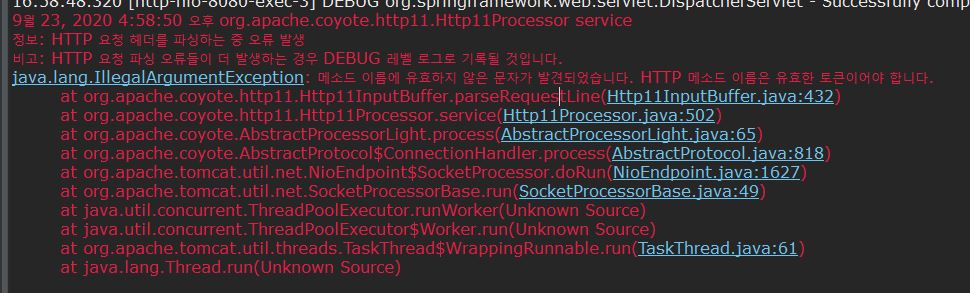 16:58:48.320 [http-nio-8080-exec-3] DEBUG org.springframework.web.servlet.DispatcherServlet - Successfully comp
9월 23, 2020 4:58:50 오후 org.apache.coyote.http11.Http11Processor service
정보: HTTP 요청 헤더를 파싱하는 중 오류 발생
비고: HTTP 요청 파싱 오류들이 더 발생하는 경우 DEBUG 레벨 로그로 기록될 것입니다.
java.lang.IllegalArgumentException: 메소드 이름에 유효하지 않은 문자가 발견되었습니다. HTTP 메소드 이름은 유효한 토큰이어야 합니다.
at org.apache.coyote.http11.Http11InputBuffer.parseRequestLine(Http11InputBuffer.java:432)
at org.apache.coyote.http11.Http11Processor.service(Http11Processor.java:502)
at org.apache.coyote.AbstractProcessorLight.process(AbstractProcessorLight.java:65)
at org.apache.coyote.AbstractProtocol$ConnectionHandler.process(AbstractProtocol.java:818)
at org.apache.tomcat.util.net.NioEndpoint$SocketProcessor.doRun(NioEndpoint.java:1627)
at org.apache.tomcat.util.net.SocketProcessorBase.run(SocketProcessorBase.java:49)
at java.util.concurrent.ThreadPoolExecutor.runWorker(Unknown Source)
at java.util.concurrent.ThreadPoolExecutor$Worker.run(Unknown Source)
at org.apache.tomcat.util.threads.TaskThread$WrappingRunnable.run(TaskThread.java:61)
at java.lang.Thread.run(Unknown Source)